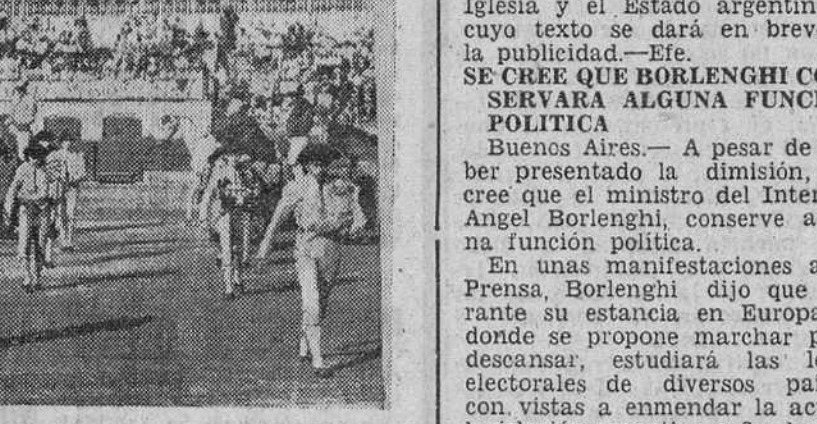 Iglesia y el Estado argentin
cuyo texto se dará en brev
la publicidad.—Efe.
SE CREE QUE BORLENGHI CO
SERVARA ALGUNA FUNCI
POLITICA
Buenos Aires.— A pesar de
ber presentado la dimisión,
cree que el ministro del Inter
Angel Borlenghi, conserve a
na función política.
En unas manifestaciones a
Prensa, Borlenghi dijo que
rante su estancia en Europa
donde se propone marchar p
descansar, estudiará las le
electorales de diversos pa
con vistas a enmendar la act